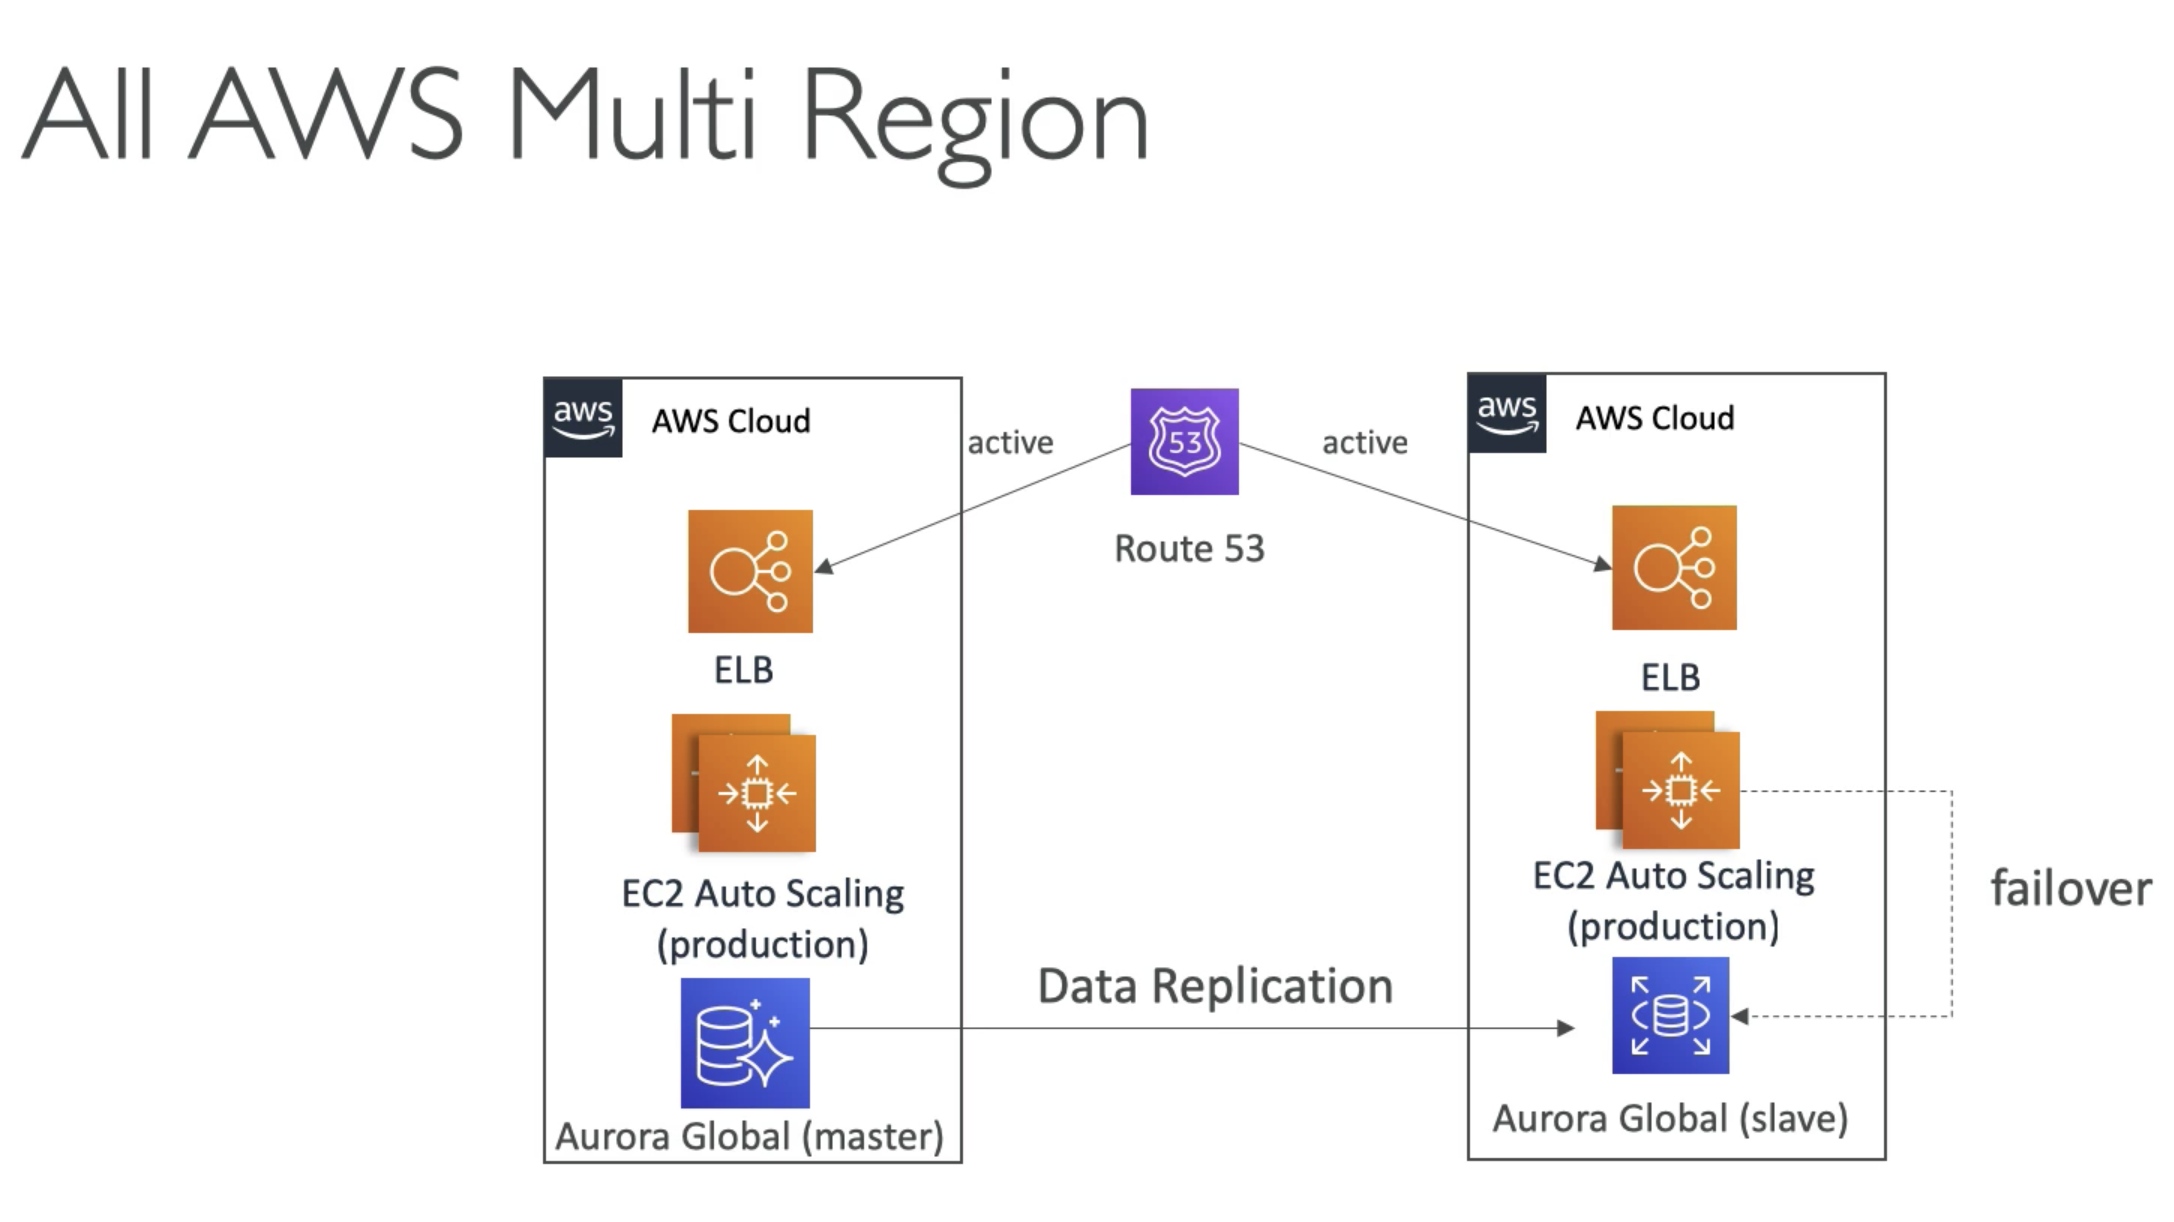 All AWS Multi Region
aws
AWS Cloud
active
53
active
aws
AWS Cloud
Route 53
ELB
ELB
EC2 Auto Scaling
(production)
EC2 Auto Scaling
(production)
failover
Data Replication
Aurora Global (master)
Aurora Global (slave)